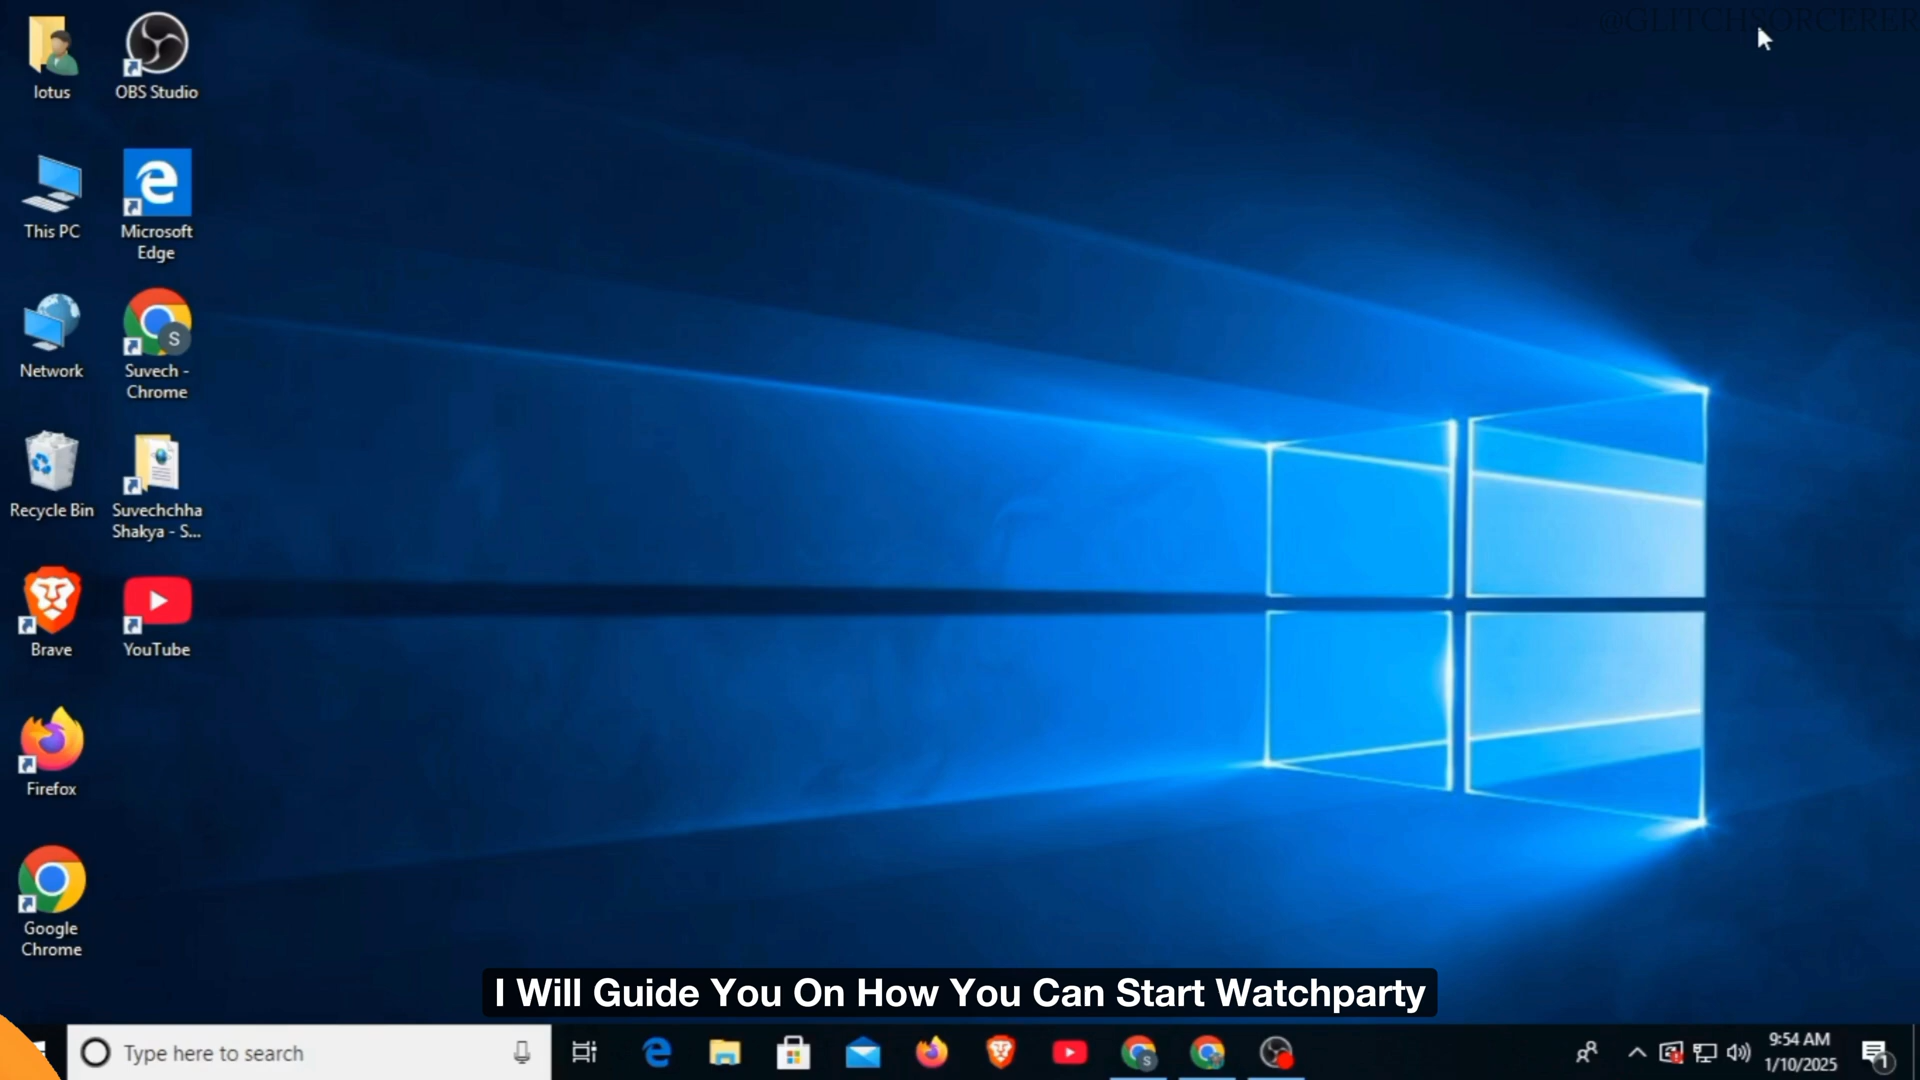 @GLITCHSORCERER
lotus
OBS Studio
This PC
Microsoft
Edge
Network
Suvech -
Chrome
S
Recycle Bin
Suvechchha
Shakya - S...
Brave
YouTube
Firefox
Google
Chrome
I Will Guide You On How You Can Start Watchparty
Type here to search
S
9:54 AM
1/10/2025
1